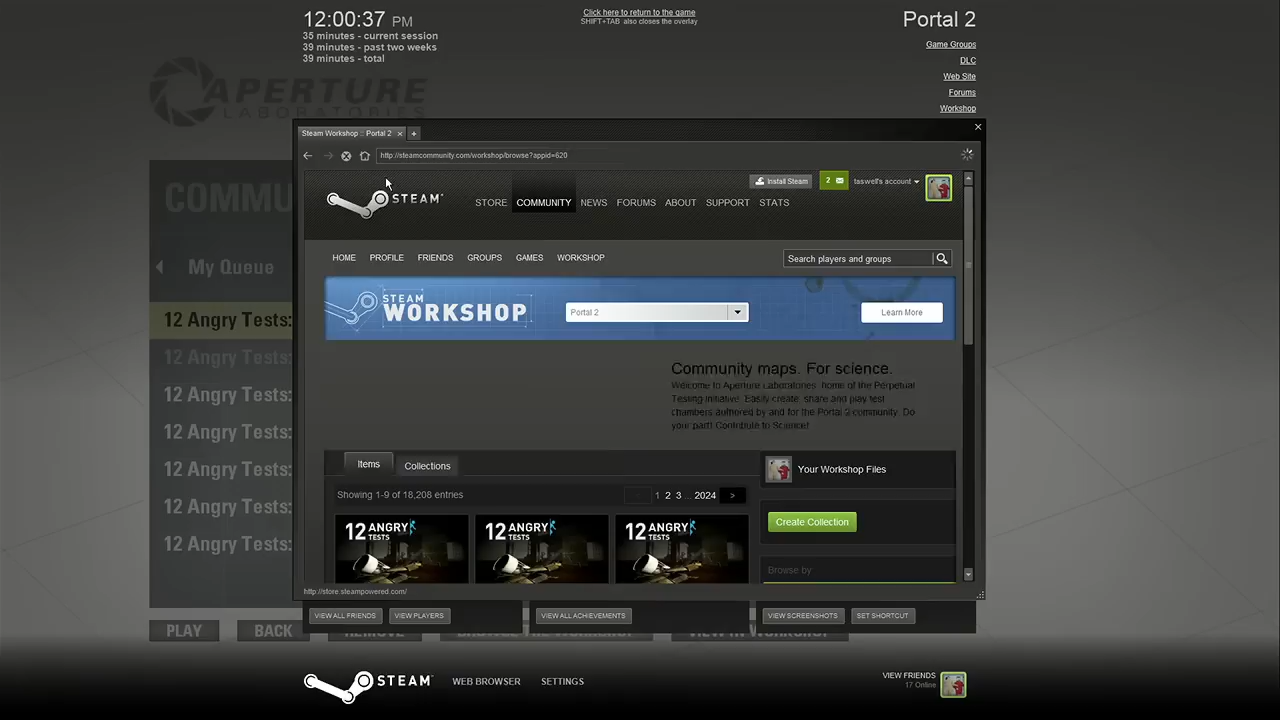 12:00:37 PM
35 minutes - current session
39 minutes - past two weeks
39 minutes - total
Click here to return to the game
SHIFT+TAB also closes the overlay
Portal 2
Game Groups
DLC
Web Site
Forums
Workshop
APERTURE
LABORATORIES
Steam Workshop :: Portal 2
http://steamcommunity.com/workshop/browse?appid=620
COMMU
My Queue
12 Angry Tests:
12 Angry Tests:
12 Angry Tests:
12 Angry Tests:
12 Angry Tests:
12 Angry Tests:
12 Angry Tests:
Install Steam
2
taswell's account
STEAM
STORE COMMUNITY NEWS FORUMS ABOUT SUPPORT STATS
HOME PROFILE FRIENDS GROUPS GAMES WORKSHOP
Search players and groups
STEAM
WORKSHOP
Portal 2
Learn More
Community maps. For science.
Welcome to Aperture Laboratories, home of the Perpetual
Testing Initiative. Easily create, share and play test
chambers authored by and for the Portal 2 community. Do
your part! Contribute to Science!
Items Collections
Your Workshop Files
Showing 1-9 of 18,208 entries
< 1 2 3 ... 2024 >
Create Collection
12 ANGRY
TESTS
12 ANGRY
TESTS
12 ANGRY
TESTS
Browse by
http://store.steampowered.com/
VIEW ALL FRIENDS VIEW PLAYERS VIEW ALL ACHIEVEMENTS VIEW SCREENSHOTS SET SHORTCUT
PLAY BACK REMOVE VIEW IN WORKSHOP
STEAM
WEB BROWSER SETTINGS
VIEW FRIENDS
17 Online